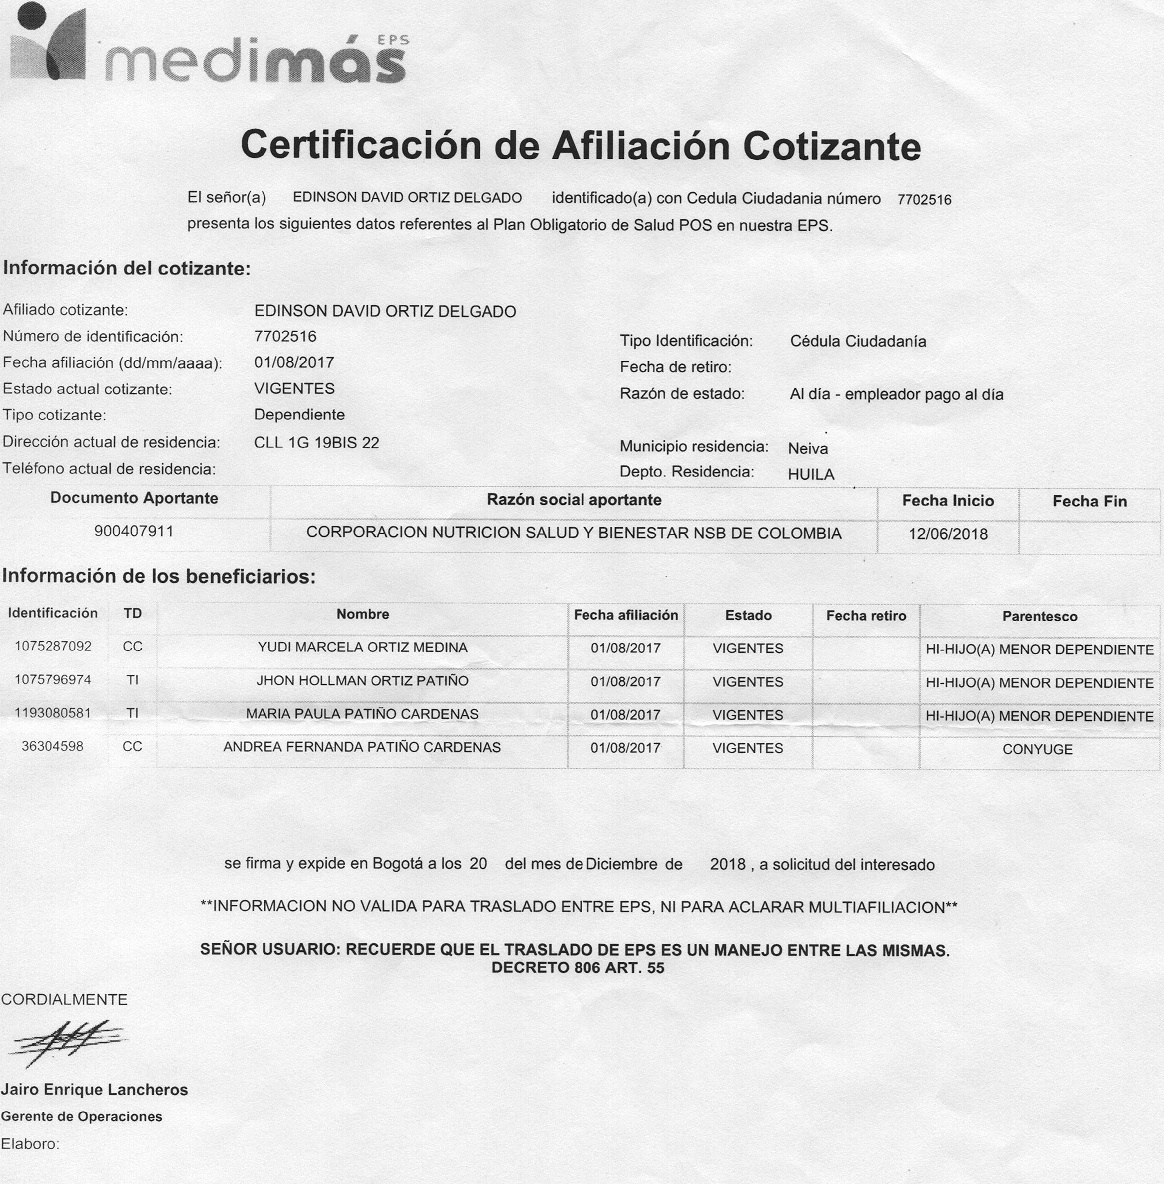 EPS
medimás
Certificación de Afiliación Cotizante
El señor(a) EDINSON DAVID ORTIZ DELGADO identificado(a) con Cedula Ciudadania número 7702516
presenta los siguientes datos referentes al Plan Obligatorio de Salud POS en nuestra EPS.
Información del cotizante:
Afiliado cotizante: EDINSON DAVID ORTIZ DELGADO
Número de identificación: 7702516 Tipo Identificación: Cédula Ciudadanía
Fecha afiliación (dd/mm/aaaa): 01/08/2017 Fecha de retiro:
Estado actual cotizante: VIGENTES Razón de estado: Al día - empleador pago al día
Tipo cotizante: Dependiente
Dirección actual de residencia: CLL 1G 19BIS 22 Municipio residencia: Neiva
Teléfono actual de residencia: Depto. Residencia: HUILA
Documento Aportante Razón social aportante Fecha Inicio Fecha Fin
900407911 CORPORACION NUTRICION SALUD Y BIENESTAR NSB DE COLOMBIA 12/06/2018
Información de los beneficiarios:
Identificación TD Nombre Fecha afiliación Estado Fecha retiro Parentesco
1075287092 CC YUDI MARCELA ORTIZ MEDINA 01/08/2017 VIGENTES HI-HIJO(A) MENOR DEPENDIENTE
1075796974 TI JHON HOLLMAN ORTIZ PATIÑO 01/08/2017 VIGENTES HI-HIJO(A) MENOR DEPENDIENTE
1193080581 TI MARIA PAULA PATIÑO CARDENAS 01/08/2017 VIGENTES HI-HIJO(A) MENOR DEPENDIENTE
36304598 CC ANDREA FERNANDA PATIÑO CARDENAS 01/08/2017 VIGENTES CONYUGE
se firma y expide en Bogotá a los 20 del mes de Diciembre de 2018 , a solicitud del interesado
**INFORMACION NO VALIDA PARA TRASLADO ENTRE EPS, NI PARA ACLARAR MULTIAFILIACION**
SEÑOR USUARIO: RECUERDE QUE EL TRASLADO DE EPS ES UN MANEJO ENTRE LAS MISMAS.
DECRETO 806 ART. 55
CORDIALMENTE
Jairo Enrique Lancheros
Gerente de Operaciones
Elaboro: